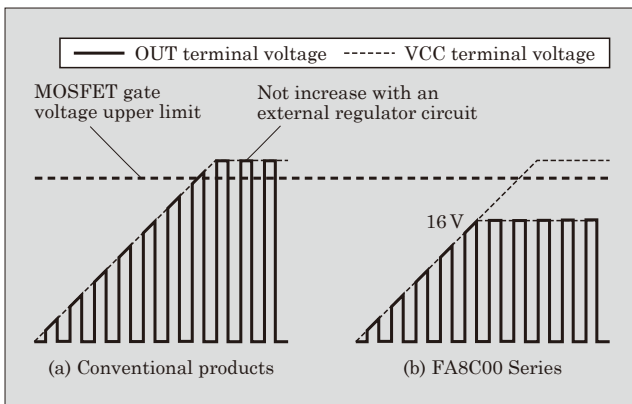 OUT terminal voltage
VCC terminal voltage
MOSFET gate
voltage upper limit
Not increase with an
external regulator circuit
16 V
(a) Conventional products
(b) FA8C00 Series